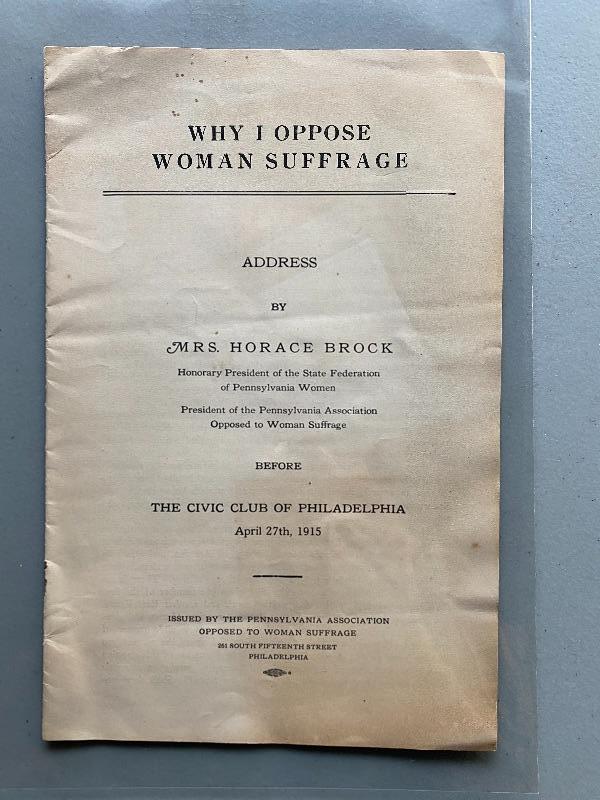 WHY I OPPOSE
WOMAN SUFFRAGE
ADDRESS
BY
MRS. HORACE BROCK
Honorary President of the State Federation
of Pennsylvania Women
President of the Pennsylvania Association
Opposed to Woman Suffrage
BEFORE
THE CIVIC CLUB OF PHILADELPHIA
April 27th, 1915
ISSUED BY THE PENNSYLVANIA ASSOCIATION
OPPOSED TO WOMAN SUFFRAGE
261 SOUTH FIFTEENTH STREET
PHILADELPHIA